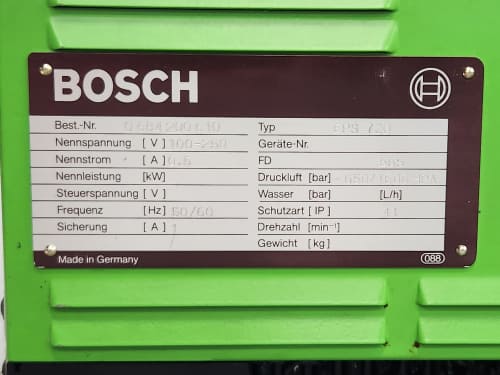 BOSCH
Best.-Nr. Typ EPS
Nennspannung [V] 100-250 Geräte-Nr.
Nennstrom [A] FD
Nennleistung [kW] Druckluft [bar]
Steuerspannung [V] Wasser [bar] [L/h]
Frequenz [Hz] 50/60 Schutzart [IP]
Sicherung [A] Drehzahl [min⁻¹]
Gewicht [kg]
Made in Germany 088